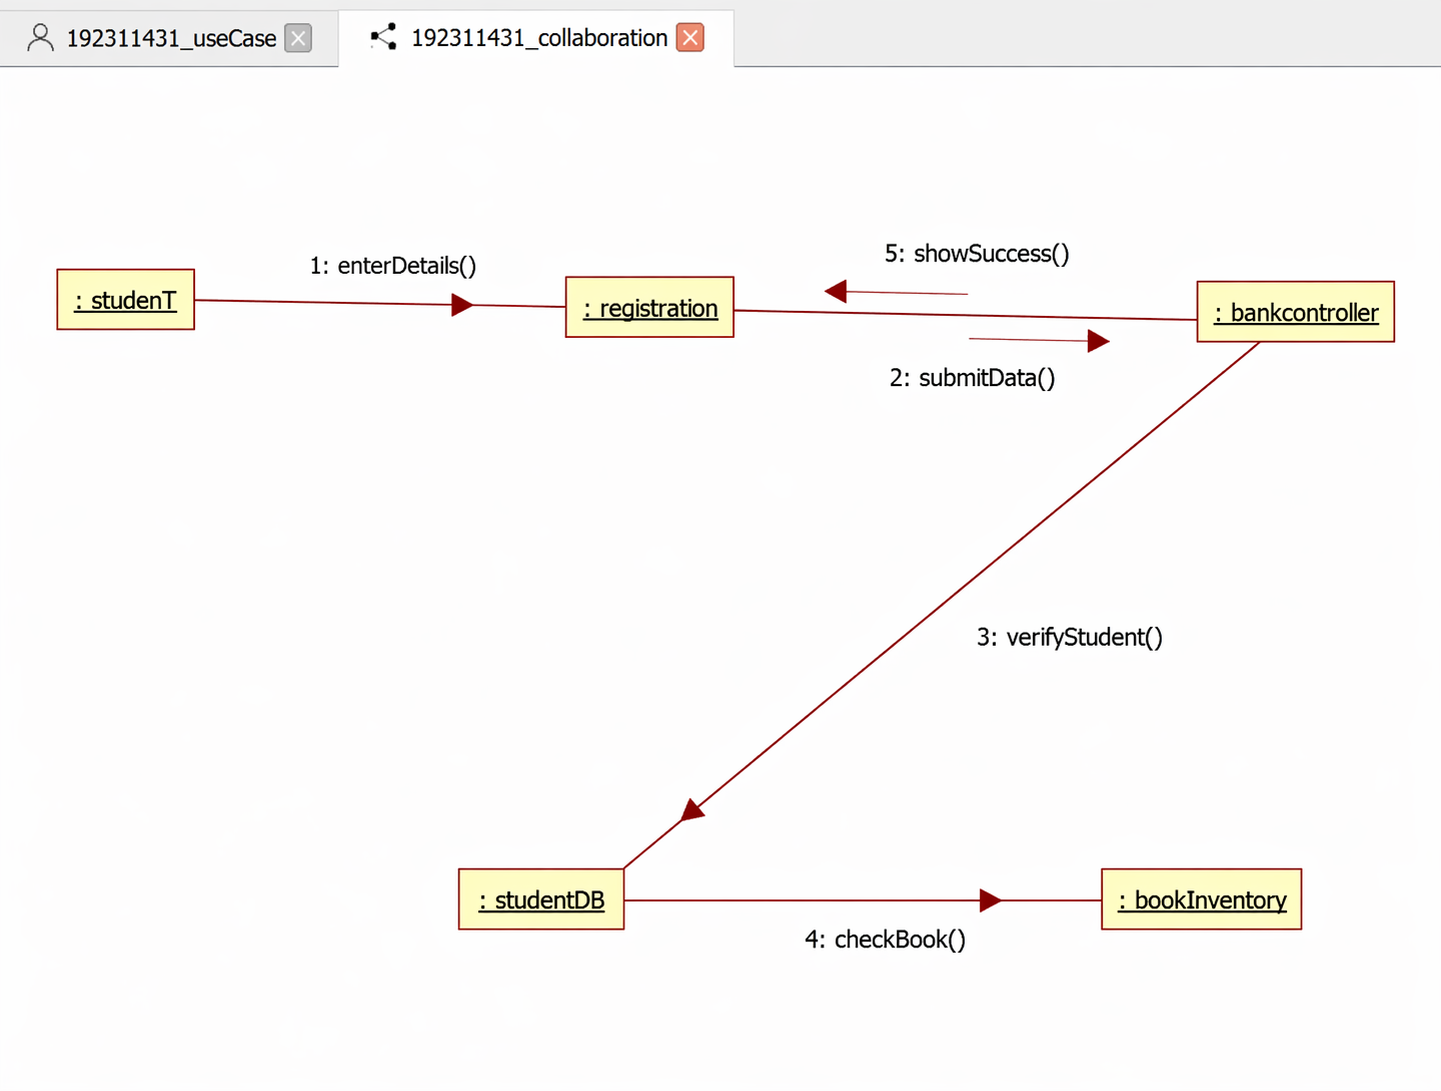 192311431_useCase
192311431_collaboration
5: showSuccess()
1: enterDetails()
: studenT
: registration
: bankcontroller
2: submitData()
3: verifyStudent()
: studentDB
: bookInventory
4: checkBook()